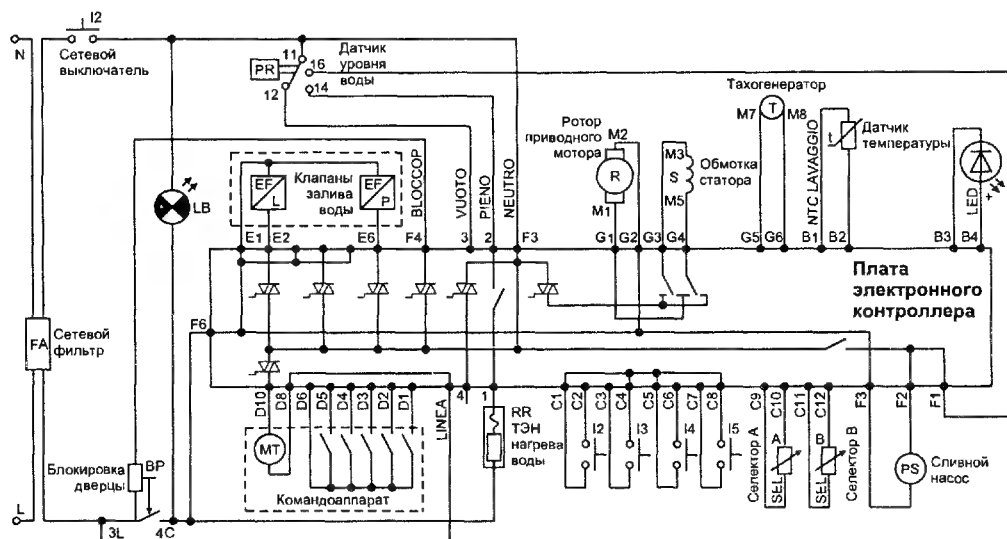 I2
N
Сетевой
выключатель
PR
11
16
12
14
Датчик
уровня
воды
Тахогенератор
T
M7
M8
Ротор
приводного
мотора
M2
R
M1
M3
S
M5
Обмотка
статора
NTC LAVAGGIO
t
Датчик
температуры
LED
+
LB
EF
L
Клапаны
залива
воды
EF
P
BLOCCOP
VUOTO
PIENO
NEUTRO
E1 E2 E6 F4 3 2 F3 G1 G2 G3 G4 G5 G6 B1 B2 B3 B4
Плата
электронного
контроллера
FA
Сетевой
фильтр
F6
D10 D8 D6 D5 D4 D3 D2 D1 LINEA 4 1 C1 C2 C3 C4 C5 C6 C7 C8 C9 C10 C11 C12 F3 F2 F1
RR
ТЭН
нагрева
воды
MT
Командоаппарат
I2 I3 I4 I5
Селектор А
SEL A
SEL B
Селектор В
PS
Сливной
насос
Блокировка
дверцы
BP
L
3L
4C